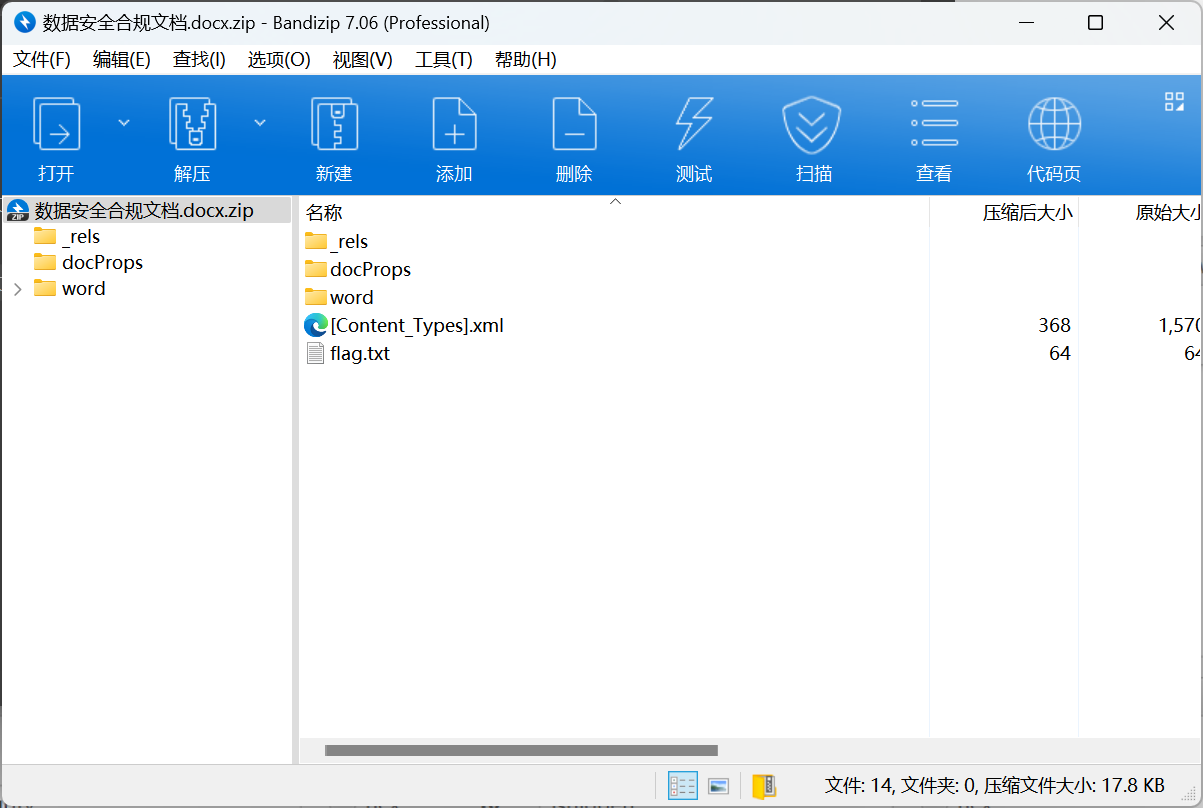 数据安全合规文档.docx.zip - Bandizip 7.06 (Professional)
文件(F) 编辑(E) 查找(I) 选项(O) 视图(V) 工具(T) 帮助(H)
打开 解压 新建 添加 删除 测试 扫描 查看 代码页
数据安全合规文档.docx.zip
_rels
docProps
word
名称 压缩后大小 原始大小
_rels
docProps
word
[Content_Types].xml 368 1,570
flag.txt 64 64
文件: 14, 文件夹: 0, 压缩文件大小: 17.8 KB